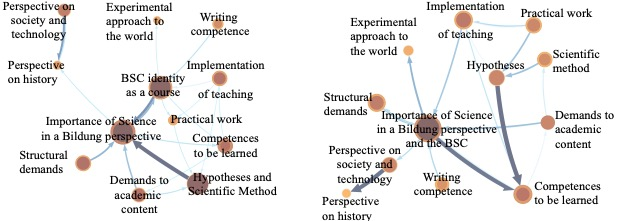 Perspective on
society and
technology
Experimental
approach to
the world
Writing
competence
Perspective
on history
BSC identity
as a course
Implementation
of teaching
Importance of Science
in a Bildung perspective
Practical work
Competences
to be learned
Structural
demands
Demands to
academic
content
Hypotheses and
Scientific Method
Implementation
of teaching
Practical work
Experimental
approach to
the world
Hypotheses
Scientific
method
Structural
demands
Importance of Science
in a Bildung perspective
and the BSC
Demands to
academic
content
Perspective on
society and
technology
Writing
competence
Perspective
on history
Competences
to be learned